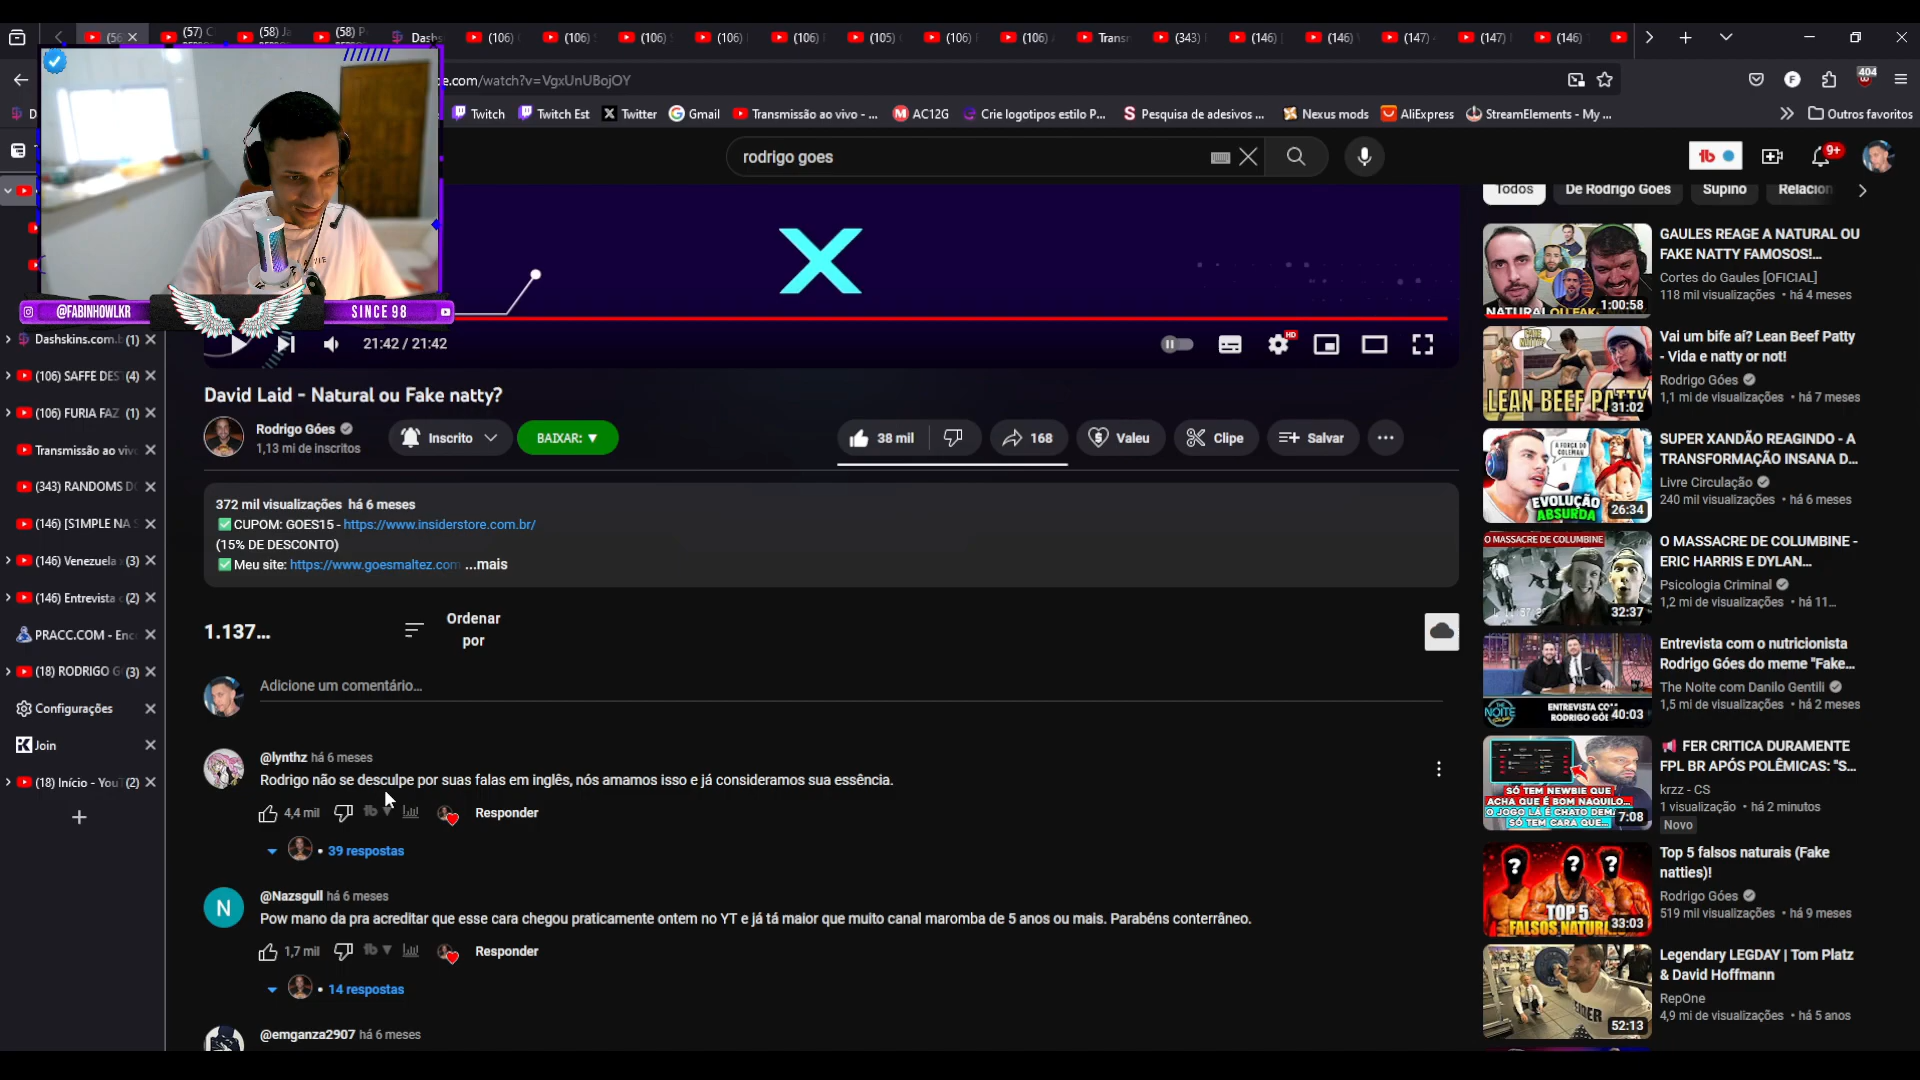 (56
(57) C
(58) Ja
(58) P
Dashs
(106)
(106)
(106)
(106)
(106)
(105)
(106)
(106)
Transr
(343)
(146)
(146)
(147)
(147)
(146)
e.com/watch?v=VgxUnUBojOY
404
Twitch
Twitch Est
Twitter
Gmail
Transmissão ao vivo - ...
AC12G
Crie logotipos estilo P...
Pesquisa de adesivos ...
Nexus mods
AliExpress
StreamElements - My ...
Outros favoritos
rodrigo goes
9+
@FABINHOWLKR
SINCE 98
Dashskins.com.b (1)
(106) SAFFE DES (4)
(106) FURIA FAZ (1)
Transmissão ao viv
(343) RANDOMS DO
(146) [S1MPLE NA S
(146) Venezuela (3)
(146) Entrevista (2)
PRACC.COM - Enc
(18) RODRIGO G (3)
Configurações
Join
(18) Início - You (2)
21:42 / 21:42
HD
David Laid - Natural ou Fake natty?
Rodrigo Góes
1,13 mi de inscritos
Inscrito
BAIXAR: ▼
38 mil
168
Valeu
Clipe
Salvar
372 mil visualizações há 6 meses
✅CUPOM: GOES15 - https://www.insiderstore.com.br/
(15% DE DESCONTO)
✅Meu site: https://www.goesmaltez.com ...mais
1.137...
Ordenar
por
Adicione um comentário...
@lynthz há 6 meses
Rodrigo não se desculpe por suas falas em inglês, nós amamos isso e já consideramos sua essência.
4,4 mil
Responder
39 respostas
@Nazsgull há 6 meses
N
Pow mano da pra acreditar que esse cara chegou praticamente ontem no YT e já tá maior que muito canal maromba de 5 anos ou mais. Parabéns conterrâneo.
1,7 mil
Responder
14 respostas
@emganza2907 há 6 meses
Todos
De Rodrigo Goes
Supino
Relacion
GAULES REAGE A NATURAL OU
FAKE NATTY FAMOSOS!...
Cortes do Gaules [OFICIAL]
118 mil visualizações • há 4 meses
1:00:58
NATURAL OU FAK
Vai um bife aí? Lean Beef Patty
- Vida e natty or not!
Rodrigo Góes
1,1 mi de visualizações • há 7 meses
LEAN BEEF PATTY
31:02
SUPER XANDÃO REAGINDO - A
TRANSFORMAÇÃO INSANA D...
Livre Circulação
240 mil visualizações • há 6 meses
A FORÇA DO
COLEMAN
EVOLUÇÃO
ABSURDA
26:34
O MASSACRE DE COLUMBINE
O MASSACRE DE COLUMBINE -
ERIC HARRIS E DYLAN...
Psicologia Criminal
1,2 mi de visualizações • há 11...
32:37
Entrevista com o nutricionista
Rodrigo Góes do meme "Fake...
The Noite com Danilo Gentili
1,5 mi de visualizações • há 2 meses
THE
NOITE
ENTREVISTA COM
RODRIGO GÓE
40:03
FER CRITICA DURAMENTE
FPL BR APÓS POLÊMICAS: "S...
krzz - CS
1 visualização • há 2 minutos
Novo
SÓ TEM NEWBIE QUE
ACHA QUE É BOM NAQUILO...
O JOGO LÁ É CHATO DEMA
SÓ TEM CARA QUE...
7:08
Top 5 falsos naturais (Fake
natties)!
Rodrigo Góes
519 mil visualizações • há 9 meses
TOP 5
FALSOS NATURA
33:03
Legendary LEGDAY | Tom Platz
& David Hoffmann
RepOne
4,9 mi de visualizações • há 5 anos
52:13